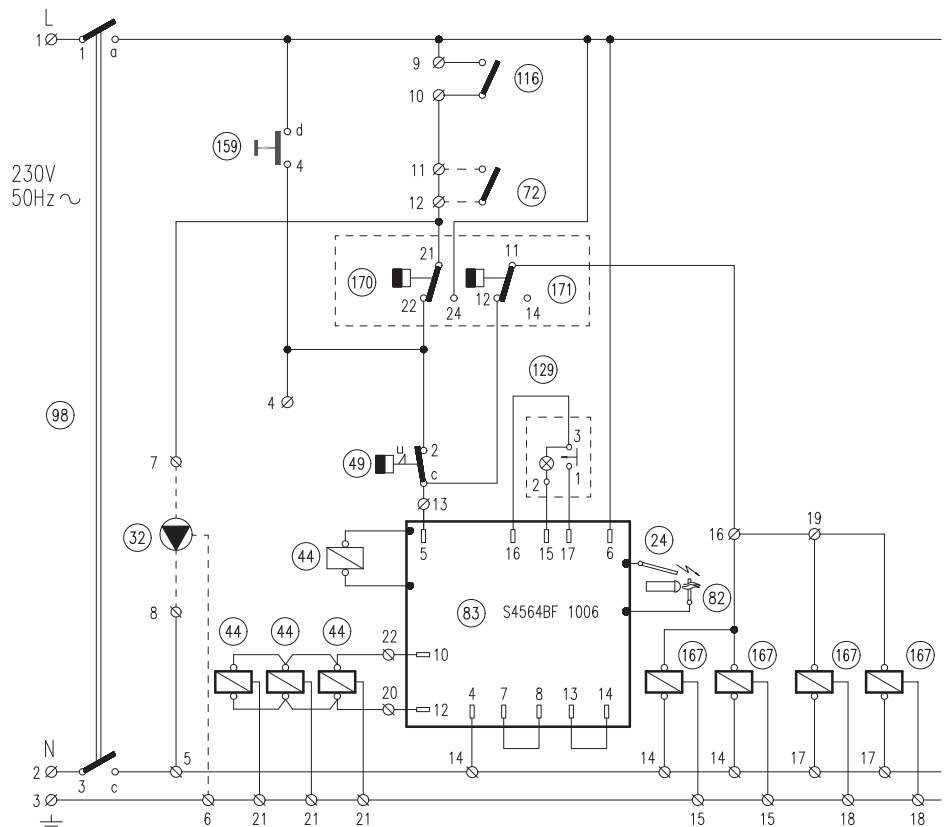 L
1 1 a
9
10 116
159 d
4
230V
50Hz ~
11
12 72
21 11
170 171
22 24 12 14
129
4
98
3
2 1
7 49 u 2
c
13
32 44 5 16 15 17 6 24 16 19
8 83 S4564BF 1006 82
44 44 44 22 10 167 167 167 167
20 12 4 7 8 13 14
N 14 14 14 17 17
2 3 c 5
3
6 21 21 21 15 15 18 18